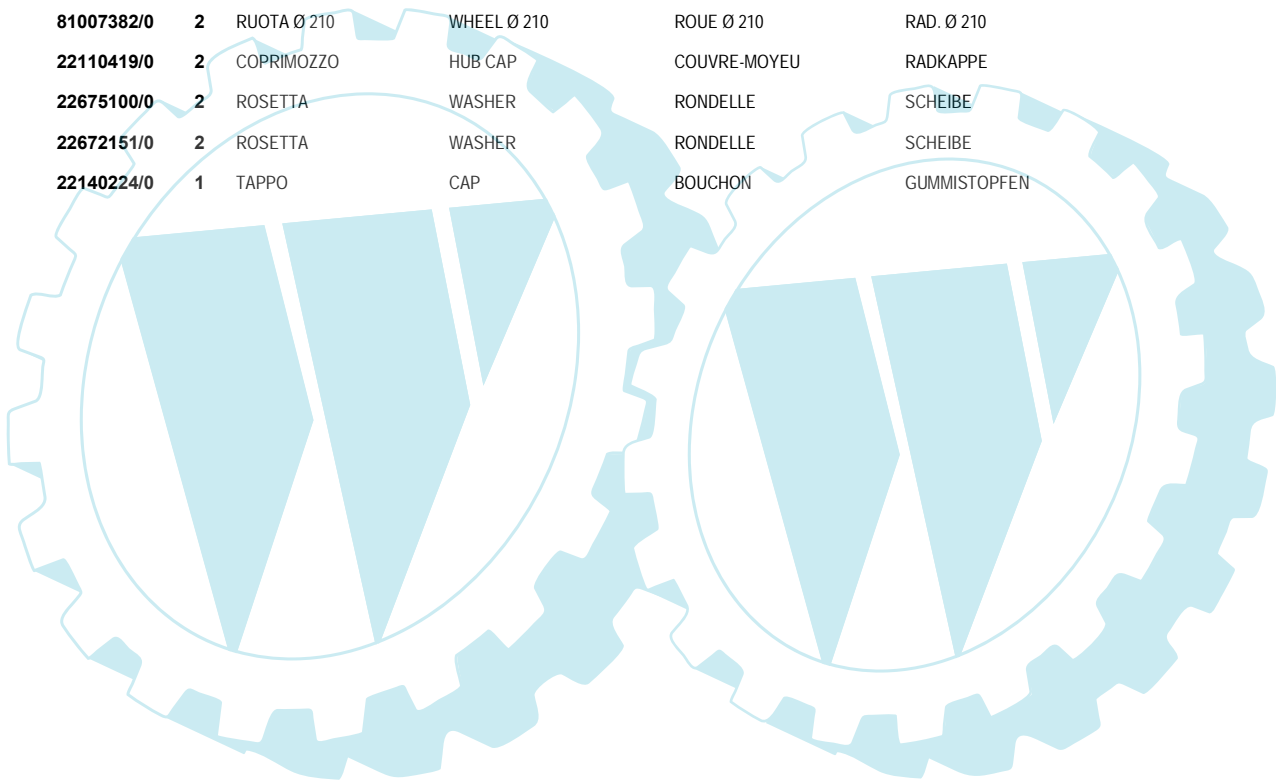 81007382/0 2 RUOTA Ø 210 WHEEL Ø 210 ROUE Ø 210 RAD. Ø 210
22110419/0 2 COPRIMOZZO HUB CAP COUVRE-MOYEU RADKAPPE
22675100/0 2 ROSETTA WASHER RONDELLE SCHEIBE
22672151/0 2 ROSETTA WASHER RONDELLE SCHEIBE
22140224/0 1 TAPPO CAP BOUCHON GUMMISTOPFEN